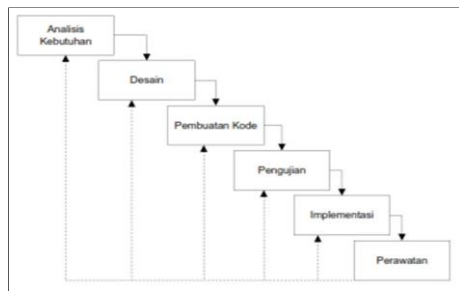 Analisis
Kebutuhan
Desain
Pembuatan Kode
Pengujian
Implementasi
Perawatan